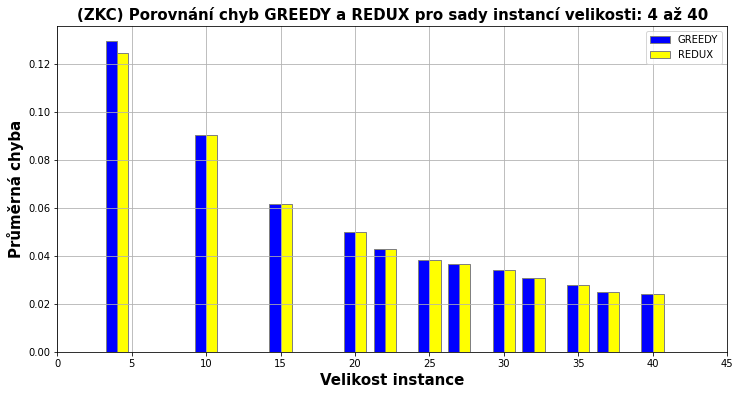 (ZKC) Porovnání chyb GREEDY a REDUX pro sady instancí velikosti: 4 až 40
GREEDY
REDUX
Průměrná chyba
0.12
0.10
0.08
0.06
0.04
0.02
0.00
0 5 10 15 20 25 30 35 40 45
Velikost instance